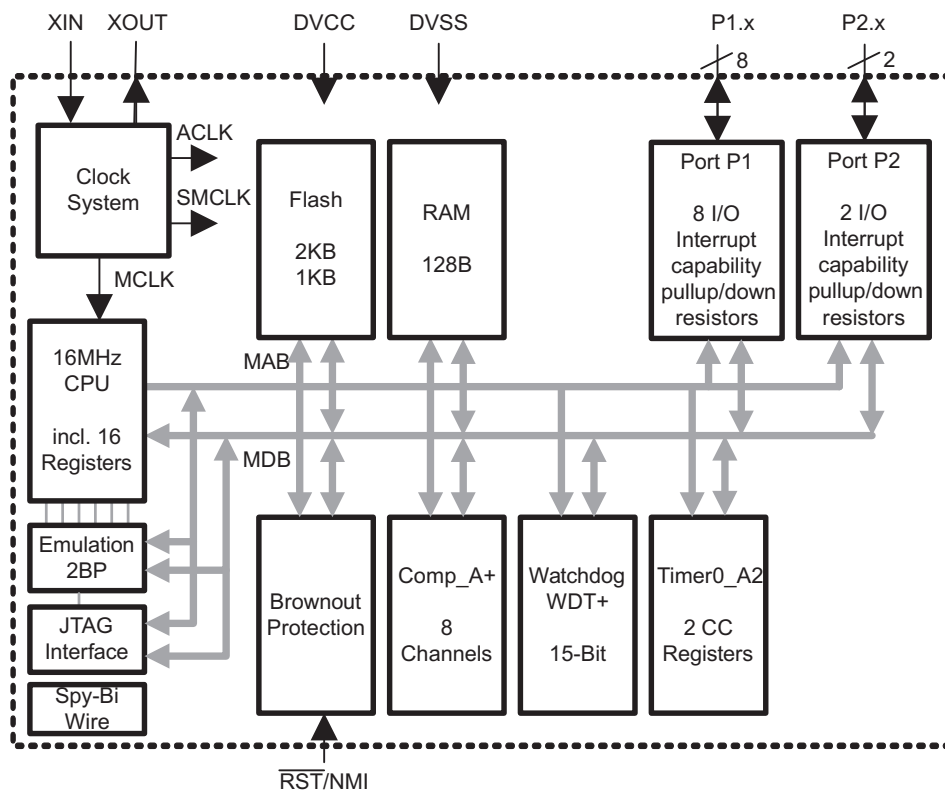 XIN XOUT DVCC DVSS P1.x P2.x
8 2
ACLK
SMCLK
MCLK
Clock
System
Flash
2KB
1KB
RAM
128B
Port P1
8 I/O
Interrupt
capability
pullup/down
resistors
Port P2
2 I/O
Interrupt
capability
pullup/down
resistors
16MHz
CPU
incl. 16
Registers
MAB
MDB
Emulation
2BP
JTAG
Interface
Spy-Bi
Wire
Brownout
Protection
Comp_A+
8
Channels
Watchdog
WDT+
15-Bit
Timer0_A2
2 CC
Registers
RST/NMI